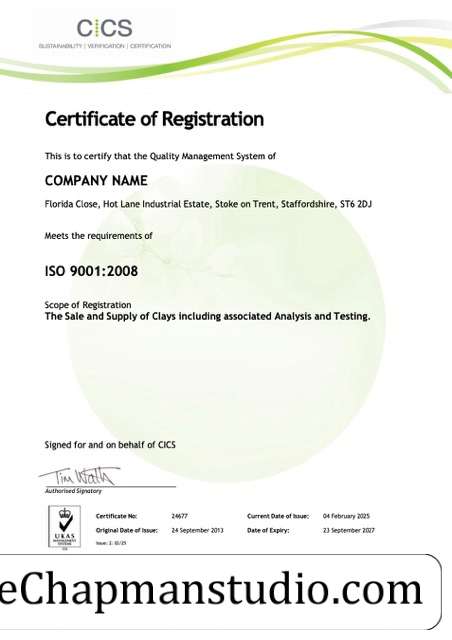 CICS
SUSTAINABILITY | VERIFICATION | CERTIFICATION
Certificate of Registration
This is to certify that the Quality Management System of
COMPANY NAME
Florida Close, Hot Lane Industrial Estate, Stoke on Trent, Staffordshire, ST6 2DJ
Meets the requirements of
ISO 9001:2008
Scope of Registration
The Sale and Supply of Clays including associated Analysis and Testing.
Signed for and on behalf of CICS
Authorised Signatory
Certificate No: 24677 Current Date of Issue: 04 February 2025
Original Date of Issue: 24 September 2013 Date of Expiry: 23 September 2027
Issue: 2: 02/25
UKAS
MANAGEMENT
SYSTEMS
eChapmanstudio.com